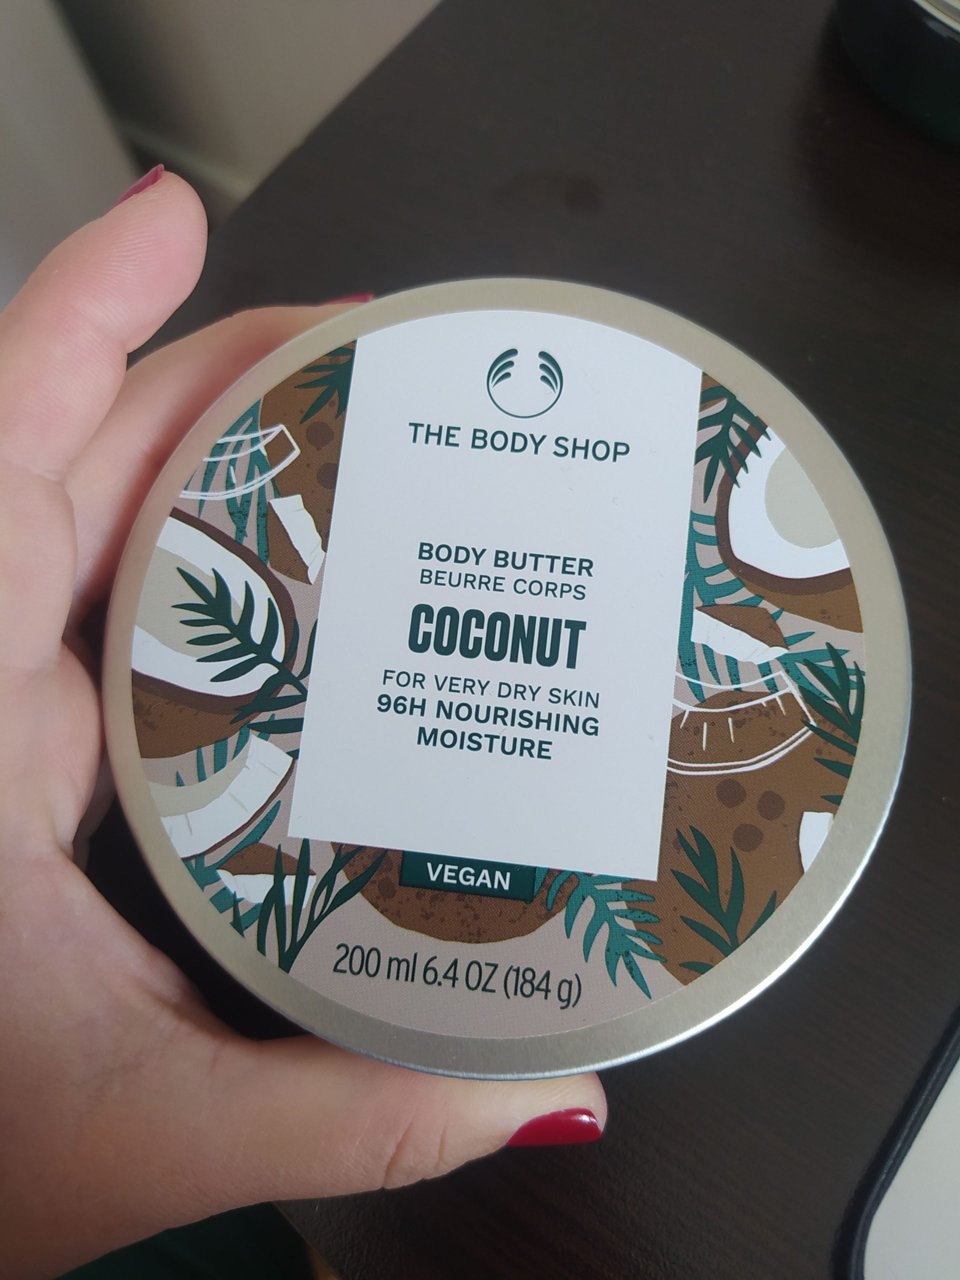 THE BODY SHOP
BODY BUTTER
BEURRE CORPS
COCONUT
FOR VERY DRY SKIN
96H NOURISHING
MOISTURE
VEGAN
200 ml 6.4 OZ (184 g)